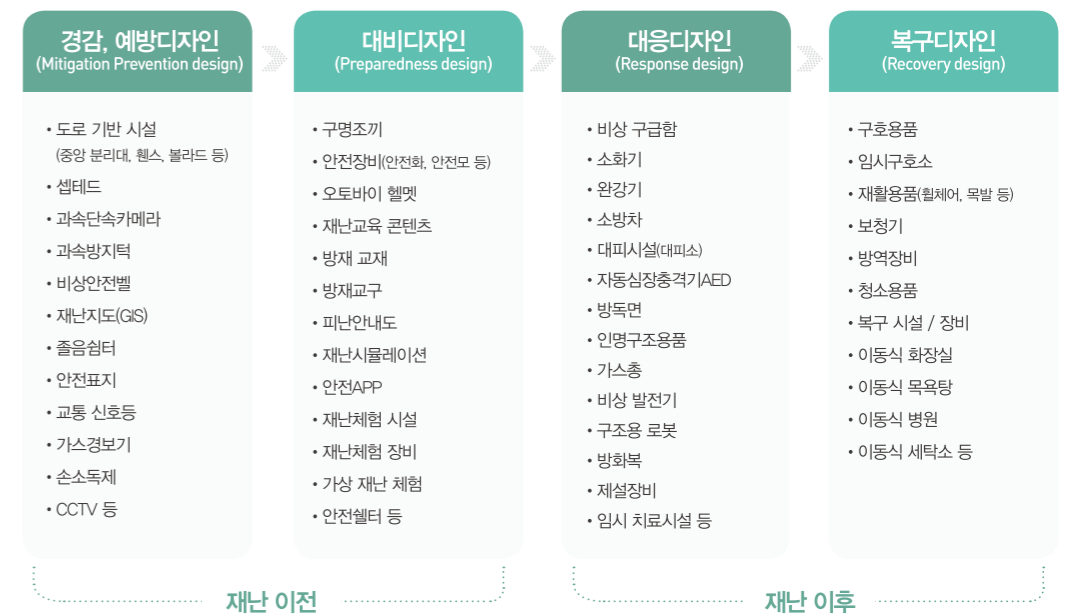 경감, 예방디자인
(Mitigation Prevention design)
• 도로 기반 시설
(중앙 분리대, 휀스, 볼라드 등)
• 셉테드
• 과속단속카메라
• 과속방지턱
• 비상안전벨
• 재난지도(GIS)
• 졸음쉼터
• 안전표지
• 교통 신호등
• 가스경보기
• 손소독제
• CCTV 등
대비디자인
(Preparedness design)
• 구명조끼
• 안전장비(안전화, 안전모 등)
• 오토바이 헬멧
• 재난교육 콘텐츠
• 방재 교재
• 방재교구
• 피난안내도
• 재난시뮬레이션
• 안전APP
• 재난체험 시설
• 재난체험 장비
• 가상 재난 체험
• 안전쉘터 등
대응디자인
(Response design)
• 비상 구급함
• 소화기
• 완강기
• 소방차
• 대피시설(대피소)
• 자동심장충격기AED
• 방독면
• 인명구조용품
• 가스총
• 비상 발전기
• 구조용 로봇
• 방화복
• 제설장비
• 임시 치료시설 등
복구디자인
(Recovery design)
• 구호용품
• 임시구호소
• 재활용품(휠체어, 목발 등)
• 보청기
• 방역장비
• 청소용품
• 복구 시설 / 장비
• 이동식 화장실
• 이동식 목욕탕
• 이동식 병원
• 이동식 세탁소 등
재난 이전
재난 이후